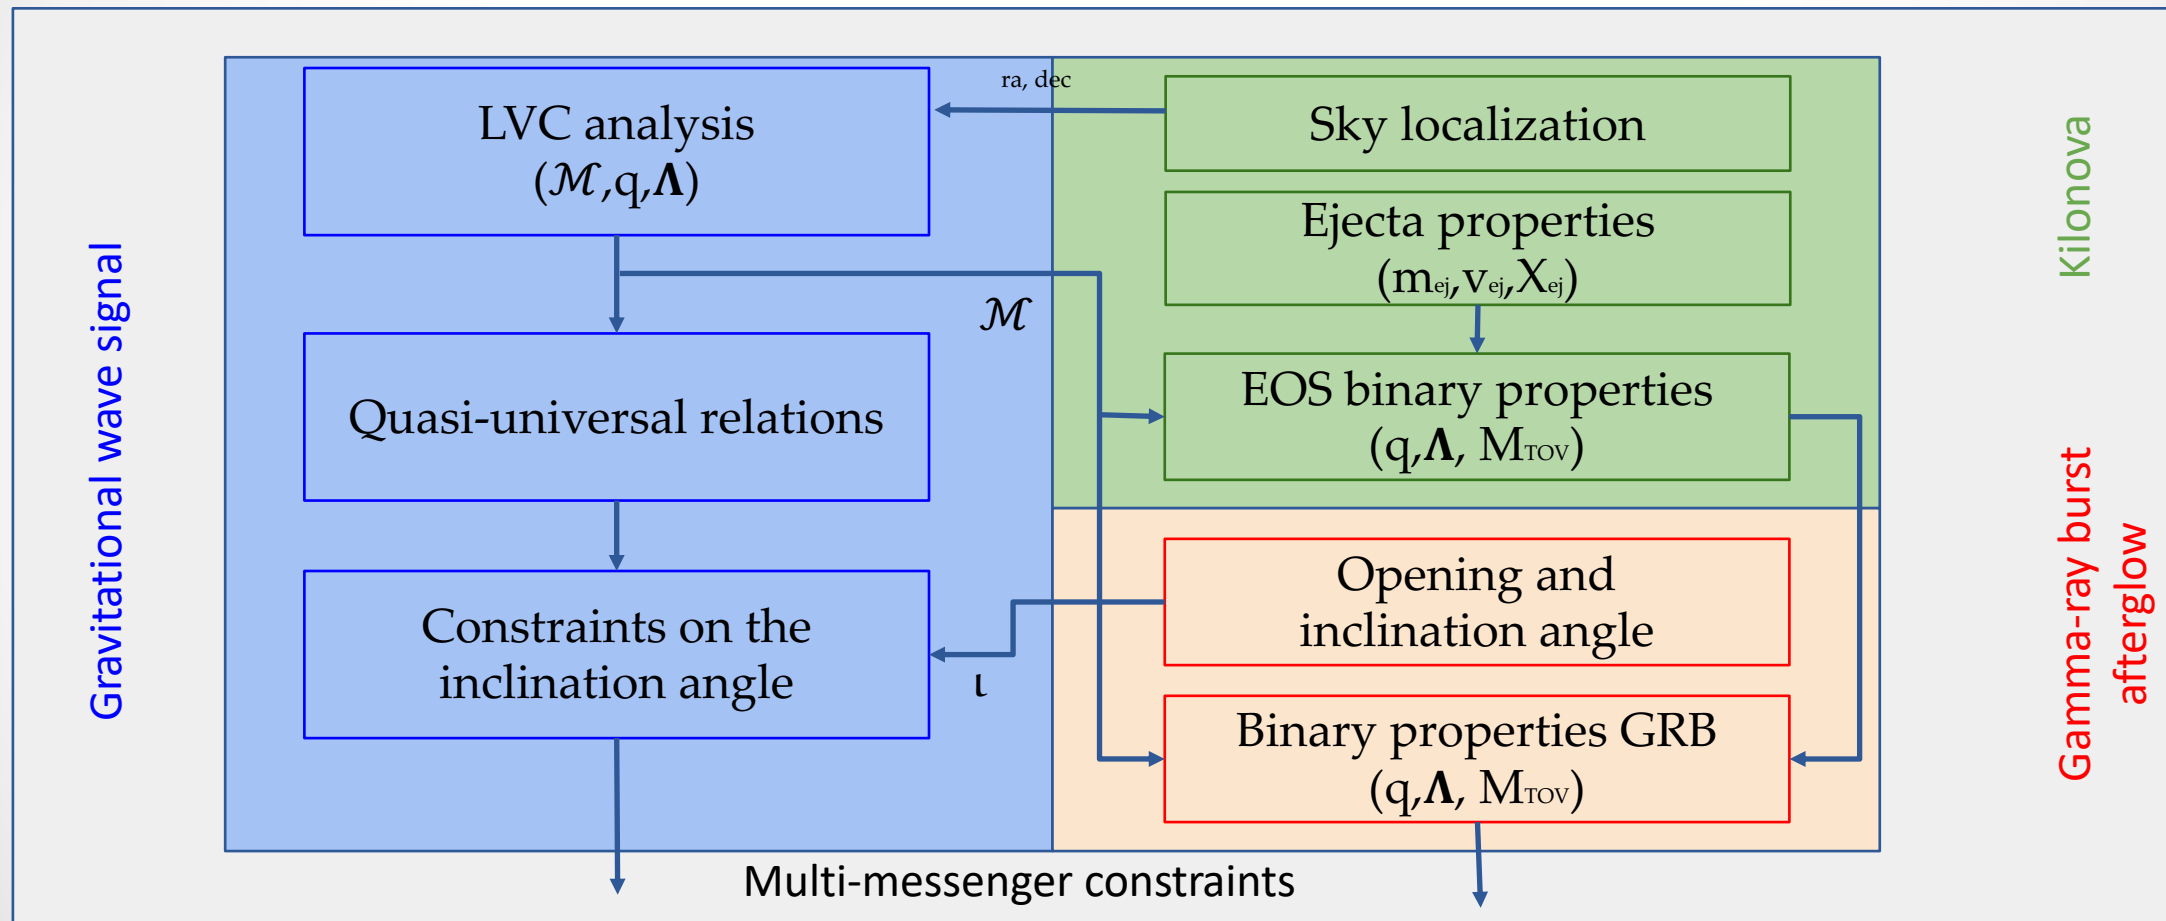 Gravitational wave signal
LVC analysis
(ℳ,q,Λ)
ra, dec
Sky localization
Ejecta properties
(mej,vej,Xej)
ℳ
Quasi-universal relations
EOS binary properties
(q,Λ, MTOV)
Constraints on the
inclination angle
ι
Opening and
inclination angle
Binary properties GRB
(q,Λ, MTOV)
Kilonova
Gamma-ray burst
afterglow
Multi-messenger constraints